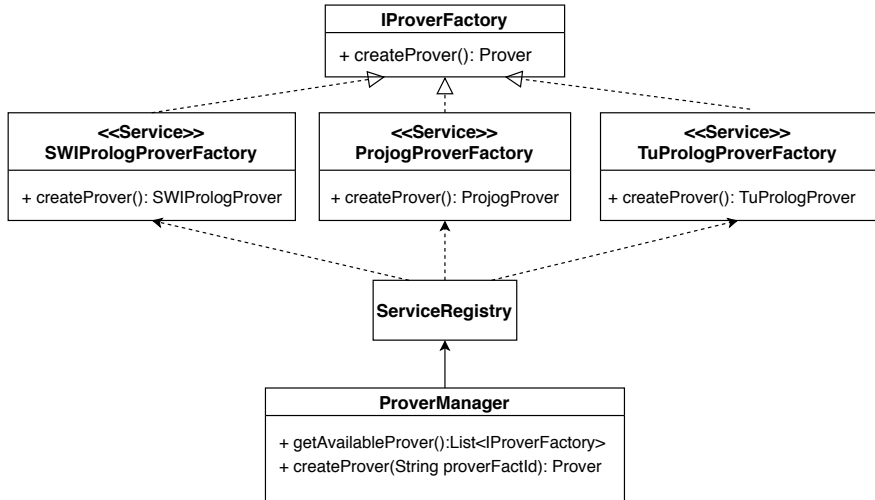 IProverFactory
+ createProver(): Prover
<<Service>>
SWIPrologProverFactory
+ createProver(): SWIPrologProver
<<Service>>
ProjogProverFactory
+ createProver(): ProjogProver
<<Service>>
TuPrologProverFactory
+ createProver(): TuPrologProver
ServiceRegistry
ProverManager
+ getAvailableProver():List<IProverFactory>
+ createProver(String proverFactId): Prover